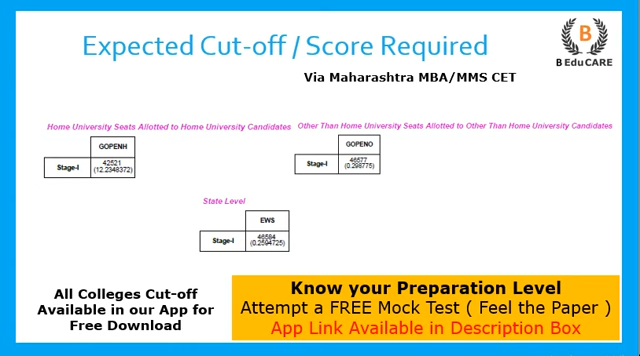 Expected Cut-off / Score Required
B
B EduCARE
Via Maharashtra MBA/MMS CET
Home University Seats Allotted to Home University Candidates
Other Than Home University Seats Allotted to Other Than Home University Candidates
GOPENH
Stage-I
42521
(12.2348372)
GOPENO
Stage-I
46577
(0.298775)
State Level
EWS
Stage-I
46584
(0.2594725)
All Colleges Cut-off
Available in our App for
Free Download
Know your Preparation Level
Attempt a FREE Mock Test ( Feel the Paper )
App Link Available in Description Box